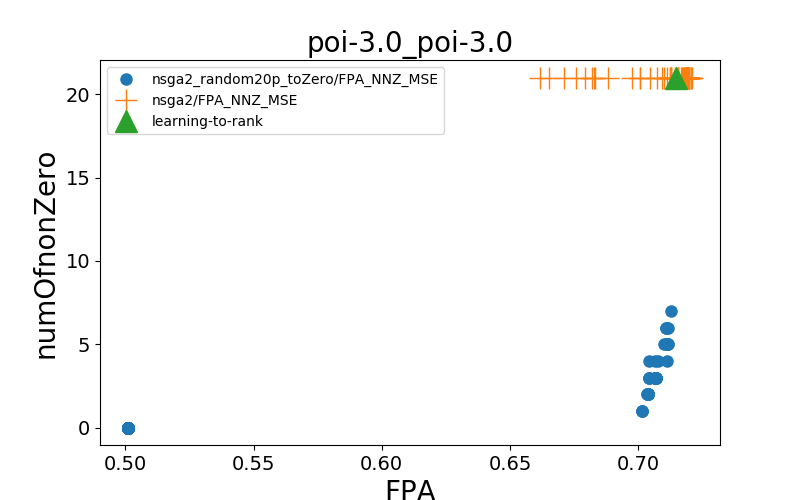 poi-3.0_poi-3.0
nsga2_random20p_toZero/FPA_NNZ_MSE
nsga2/FPA_NNZ_MSE
learning-to-rank
numOfnonZero
20
15
10
5
0
0.50 0.55 0.60 0.65 0.70
FPA